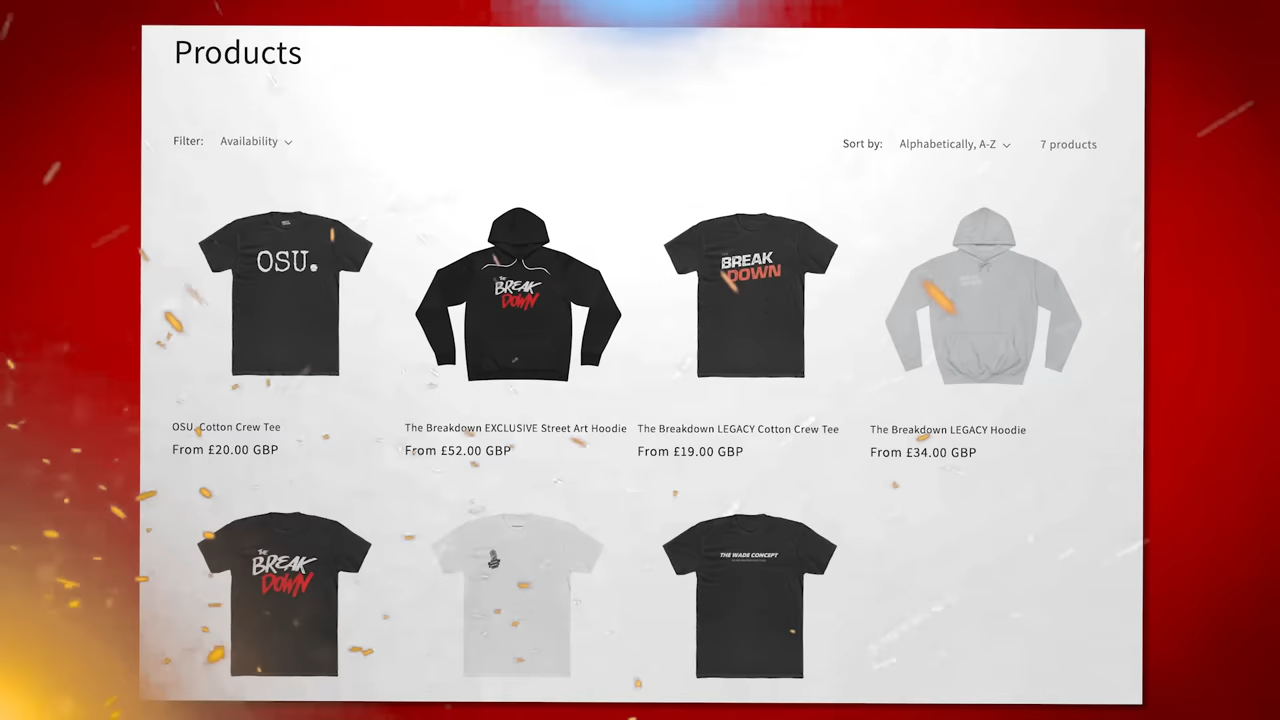 Products
Filter: Availability
Sort by: Alphabetically, A-Z 7 products
OSU.
THE
BREAK
DOWN
BREAK
DOWN
OSU. Cotton Crew Tee
From £20.00 GBP
The Breakdown EXCLUSIVE Street Art Hoodie
From £52.00 GBP
The Breakdown LEGACY Cotton Crew Tee
From £19.00 GBP
The Breakdown LEGACY Hoodie
From £34.00 GBP
THE
BREAK
DOWN
THE WADE CONCEPT